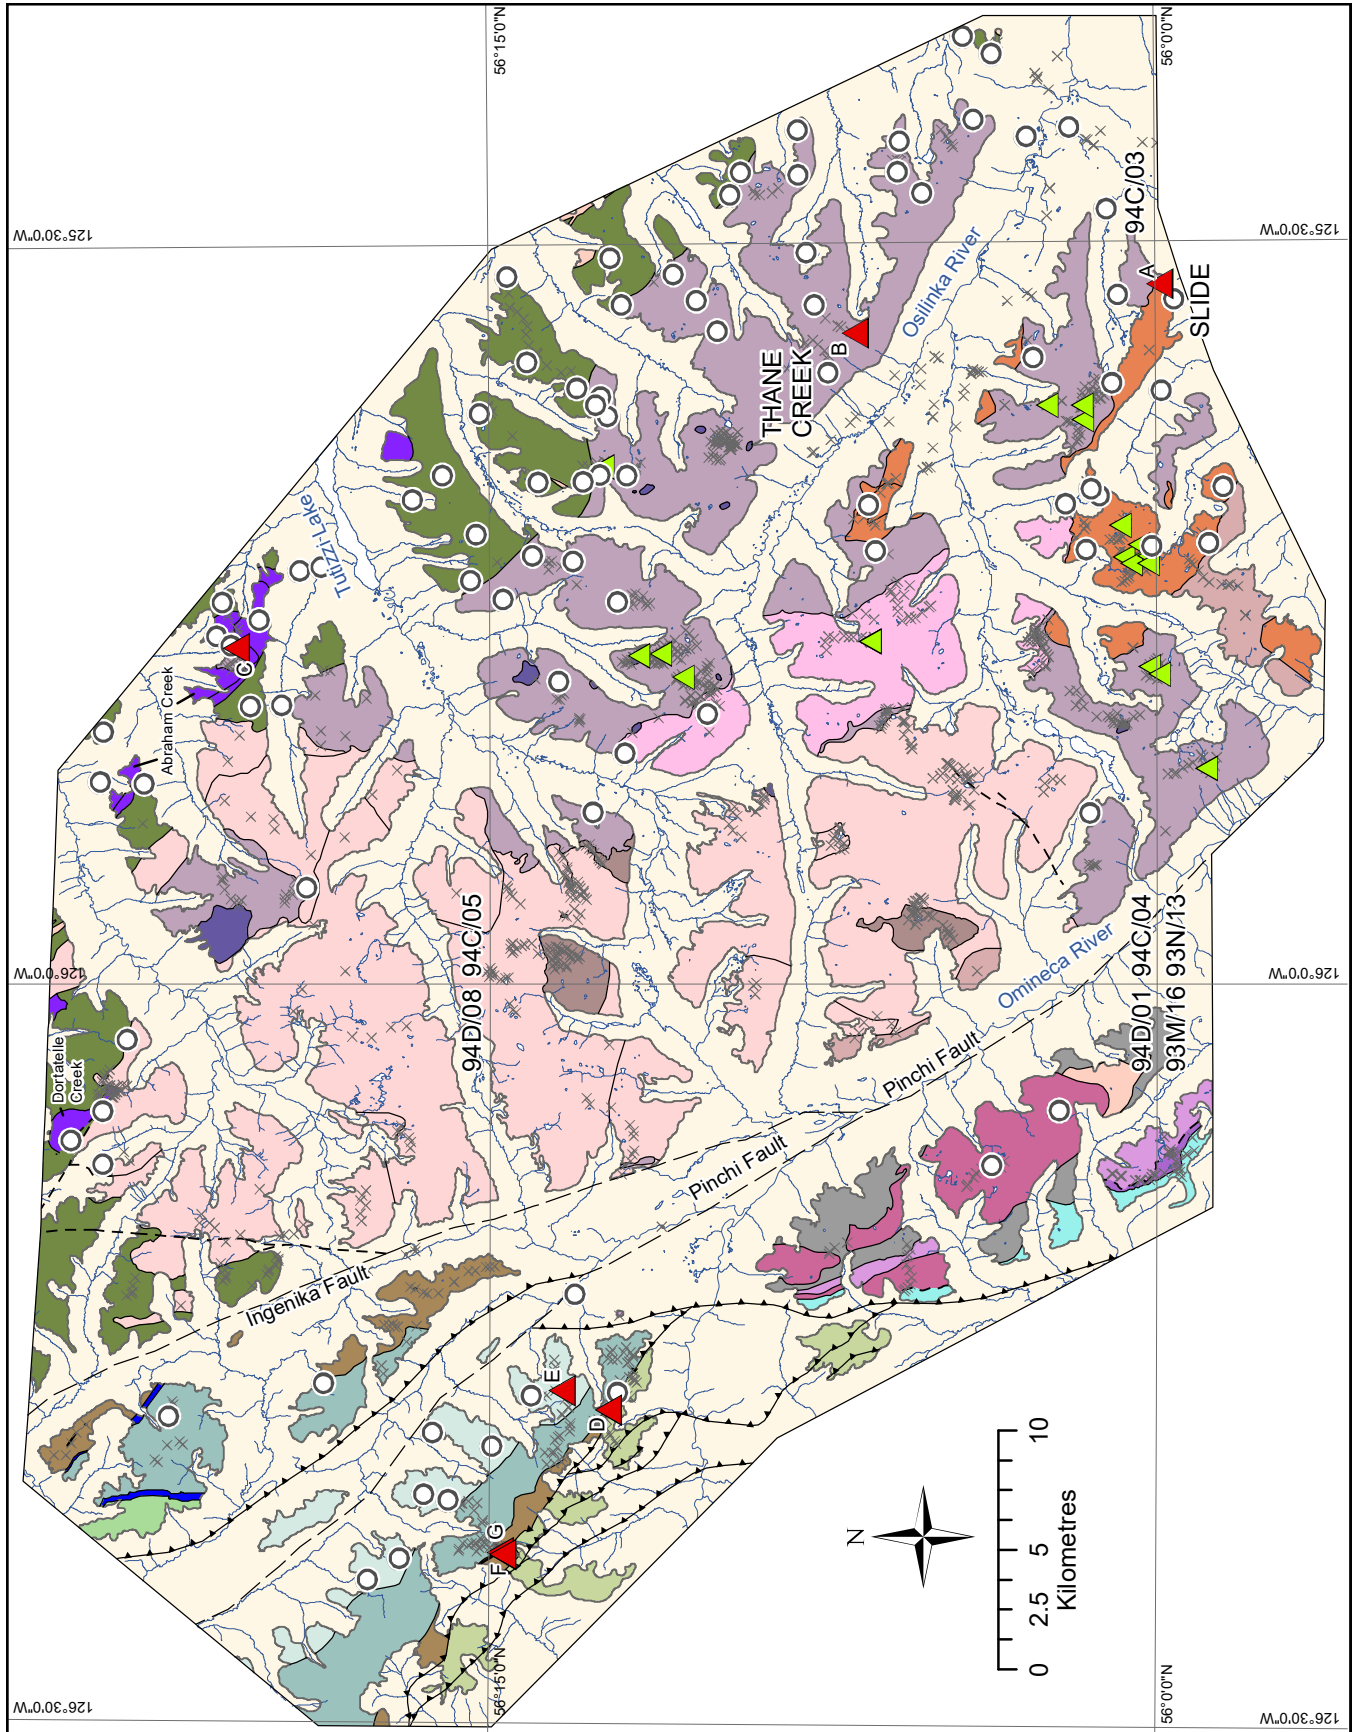 126°30'0"W
126°0'0"W
125°30'0"W
56°15'0"N
56°0'0"N
56°15'0"N
56°0'0"N
126°30'0"W
126°0'0"W
125°30'0"W
Dortatelle
Creek
Abraham Creek
Tutizzi Lake
C
Ingenika Fault
Pinchi Fault
Pinchi Fault
94D/08 94C/05
THANE
CREEK
B
Osilinka River
94C/03
A
SLIDE
Omineca River
94D/01 94C/04
93M/16 93N/13
E
D
G
F
N
0 2.5 5 10
Kilometres